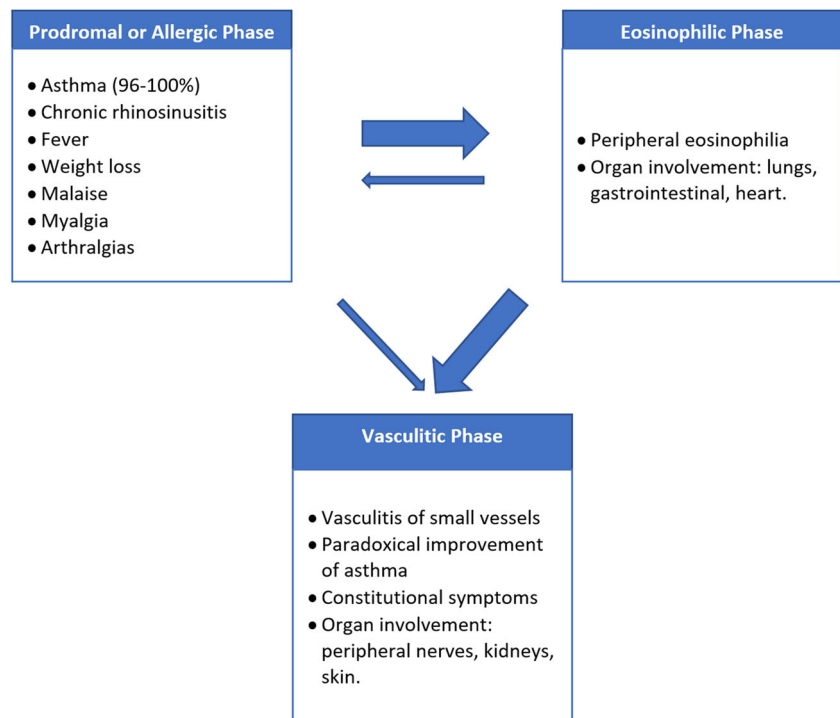 Prodromal or Allergic Phase
• Asthma (96-100%)
• Chronic rhinosinusitis
• Fever
• Weight loss
• Malaise
• Myalgia
• Arthralgias
Eosinophilic Phase
• Peripheral eosinophilia
• Organ involvement: lungs,
gastrointestinal, heart.
Vasculitic Phase
• Vasculitis of small vessels
• Paradoxical improvement
of asthma
• Constitutional symptoms
• Organ involvement:
peripheral nerves, kidneys,
skin.